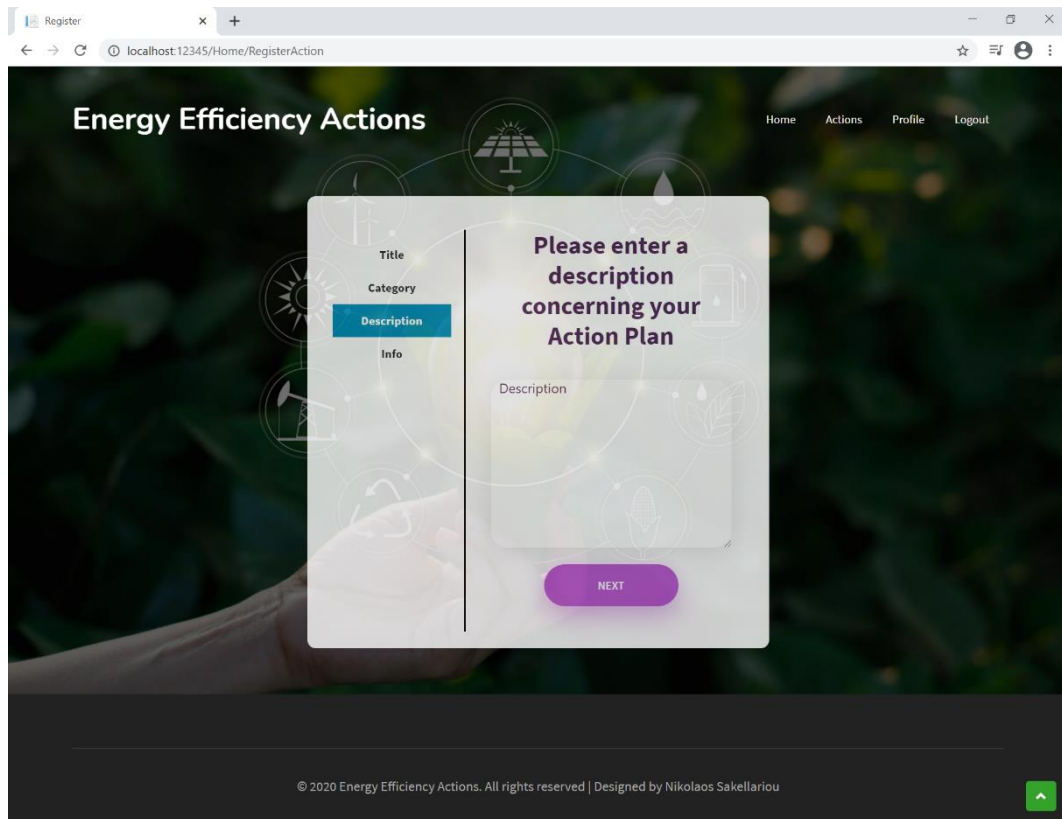 Register
localhost:12345/Home/RegisterAction
Energy Efficiency Actions
Home Actions Profile Logout
Title
Category
Description
Info
Please enter a
description
concerning your
Action Plan
Description
NEXT
© 2020 Energy Efficiency Actions. All rights reserved | Designed by Nikolaos Sakellariou